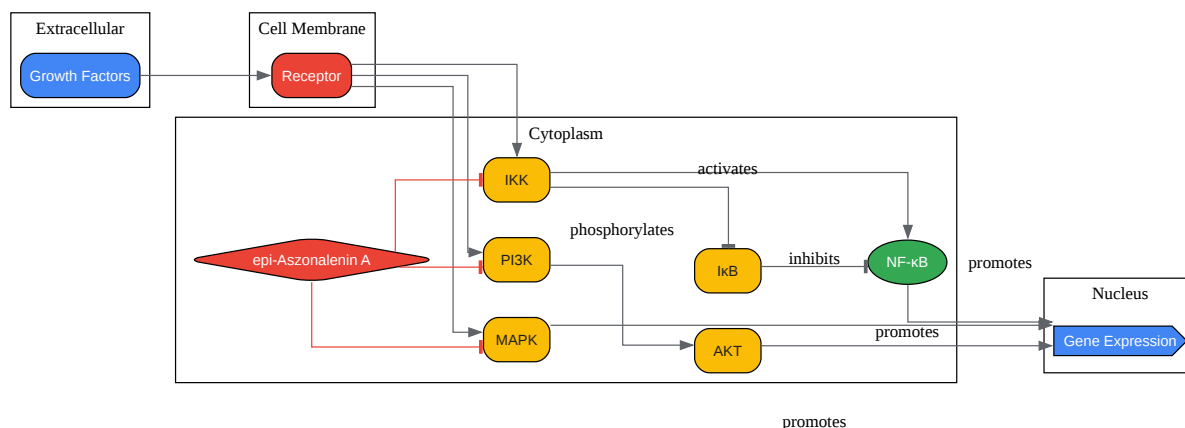 Extracellular
Cell Membrane
Growth Factors
Receptor
Cytoplasm
activates
IKK
phosphorylates
epi-Aszonalenin A
PI3K
IκB
inhibits
NF-κB
promotes
Nucleus
MAPK
AKT
promotes
Gene Expression
promotes